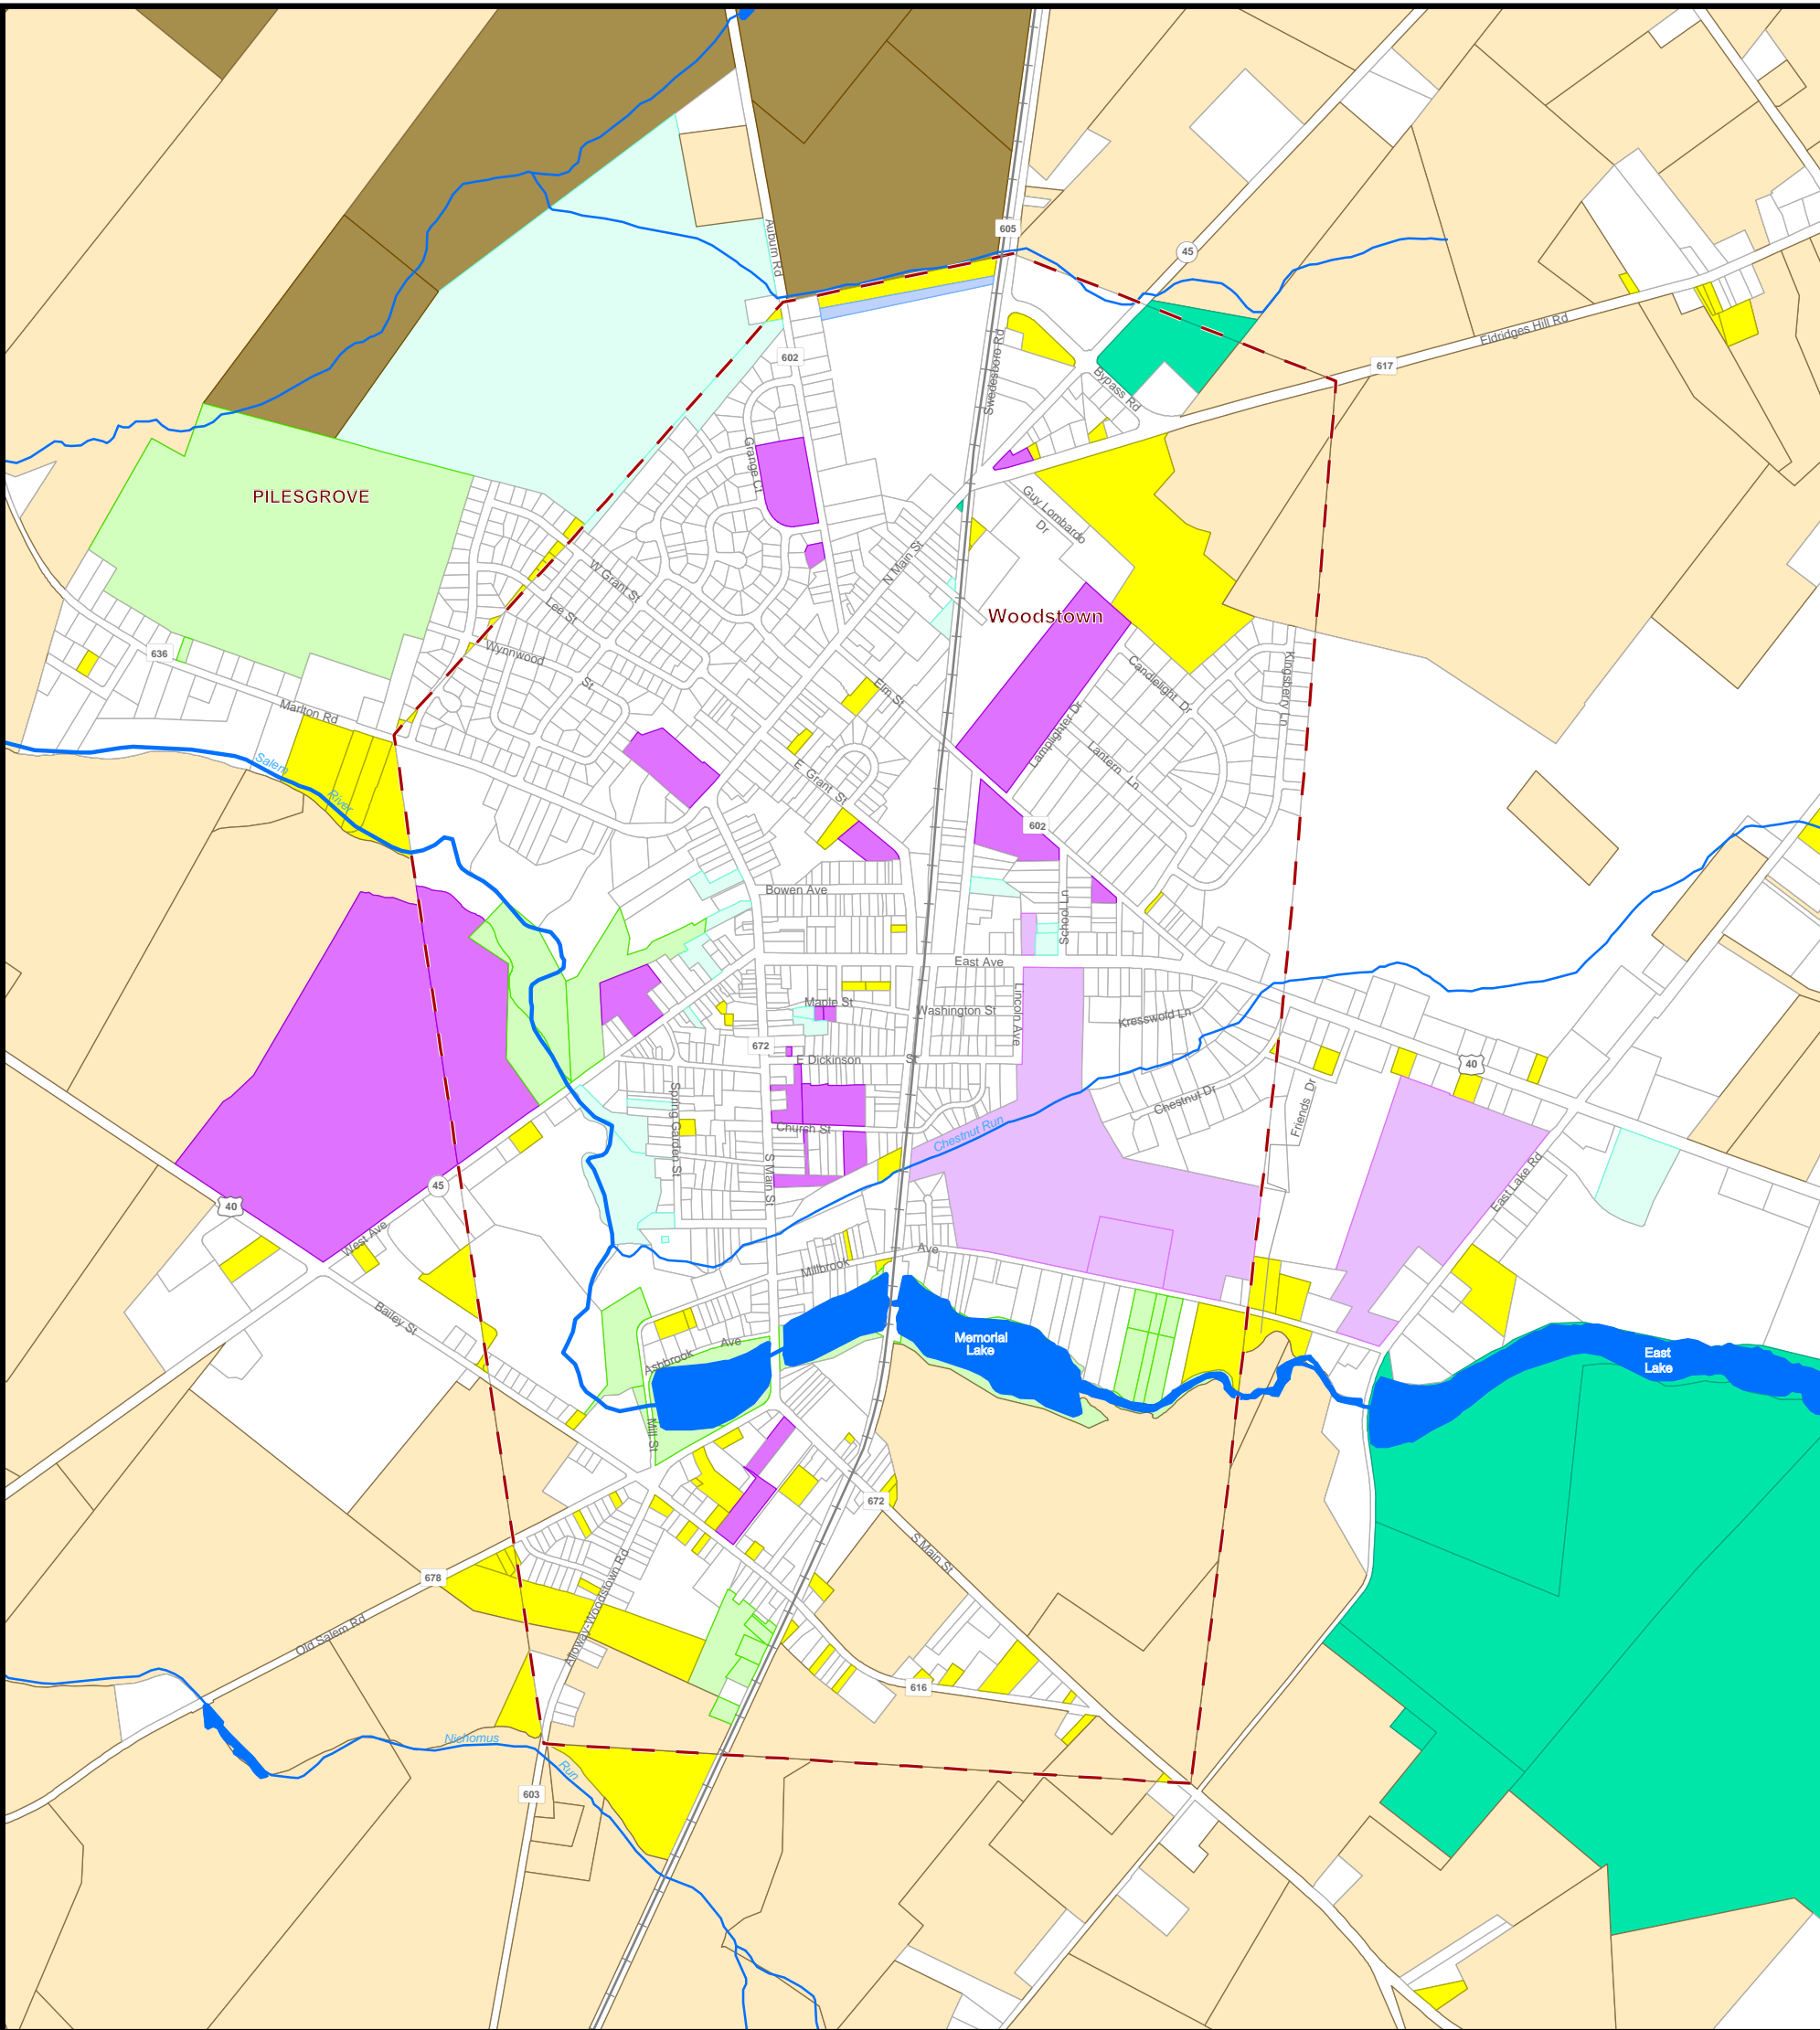 Auburn Rd
605
45
Eldridges Hill Rd
617
602
Swedesboro Rd
Bypass Rd
Grange Ct
PILESGROVE
Guy Lombardo
Dr
N Main St
W Grant St
Lee St
Woodstown
636
Wynnwood
St
Marlton Rd
Elm St
Candlelight Dr
Kingsberry Ln
Lamplighter Dr
Lantern Ln
Salem
River
E Grant St
602
Bowen Ave
School Ln
East Ave
Maple St
Washington St
Lincoln Ave
Kresswold Ln
672
E Dickinson
St
40
Spring Garden St
Chestnut Dr
Friends Dr
Church St
Chestnut Run
S Main St
45
40
West Ave
East Lake Rd
Millbrook
Ave
Bailey St
Ashbrook
Ave
Memorial
Lake
East
Lake
Mill St
672
S Main St
678
Old Salem Rd
Alloway-Woodstown Rd
616
Nichomus
Run
603